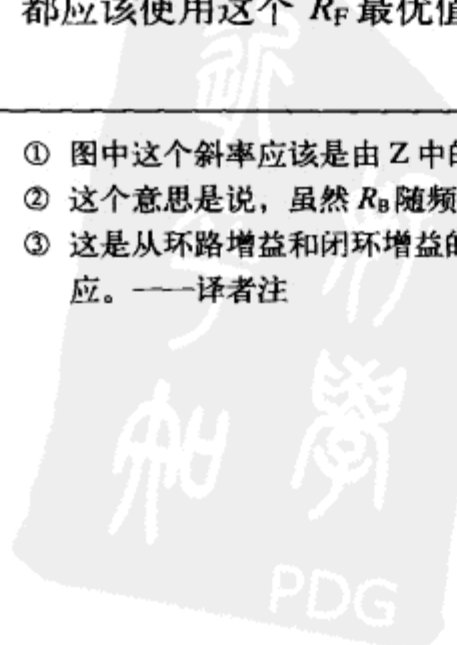 都应该使用这个 R_F 最优值
① 图中这个斜率应该是由 Z 中的
② 这个意思是说，虽然 R_B 随频
③ 这是从环路增益和闭环增益的
应。——译者注
PDG